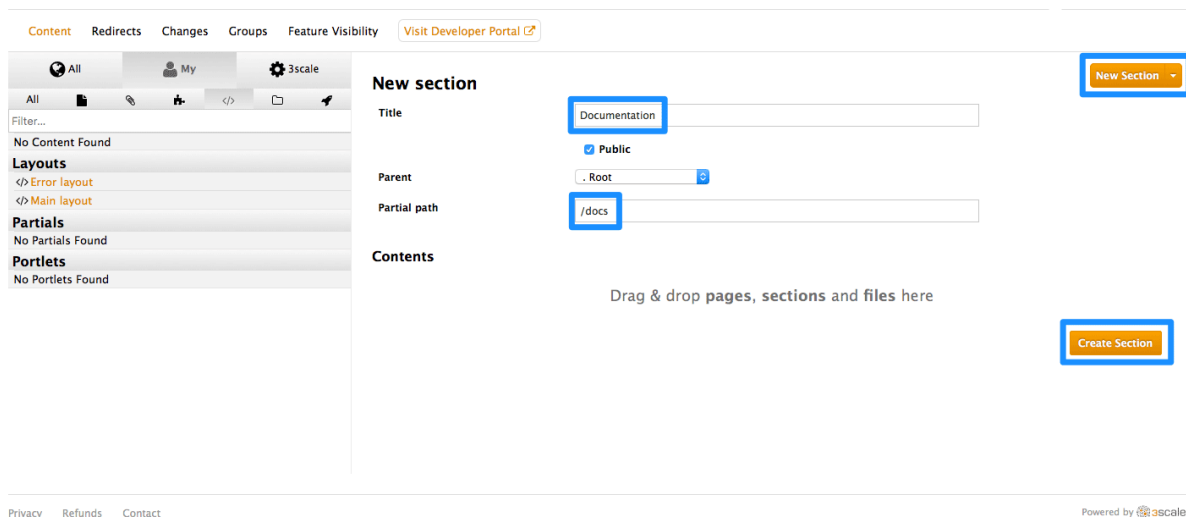 Content Redirects Changes Groups Feature Visibility Visit Developer Portal
All My 3scale
All </>
Filter...
No Content Found
Layouts
</> Error layout
</> Main layout
Partials
No Partials Found
Portlets
No Portlets Found
New section
New Section
Title Documentation
Public
Parent . Root
Partial path /docs
Contents
Drag & drop pages, sections and files here
Create Section
Privacy Refunds Contact
Powered by 3scale